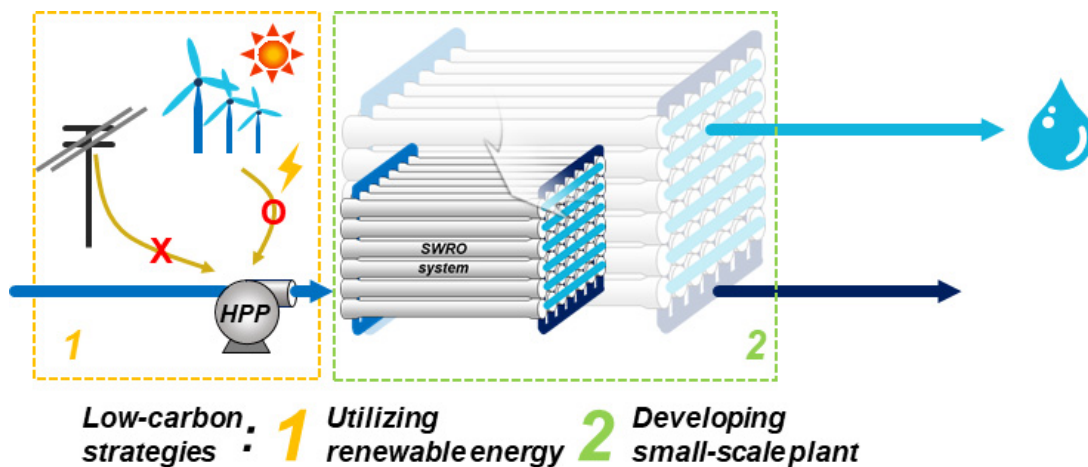 X
O
HPP
1
SWRO
system
2
Low-carbon
strategies :
1 Utilizing
renewable energy
2 Developing
small-scale plant